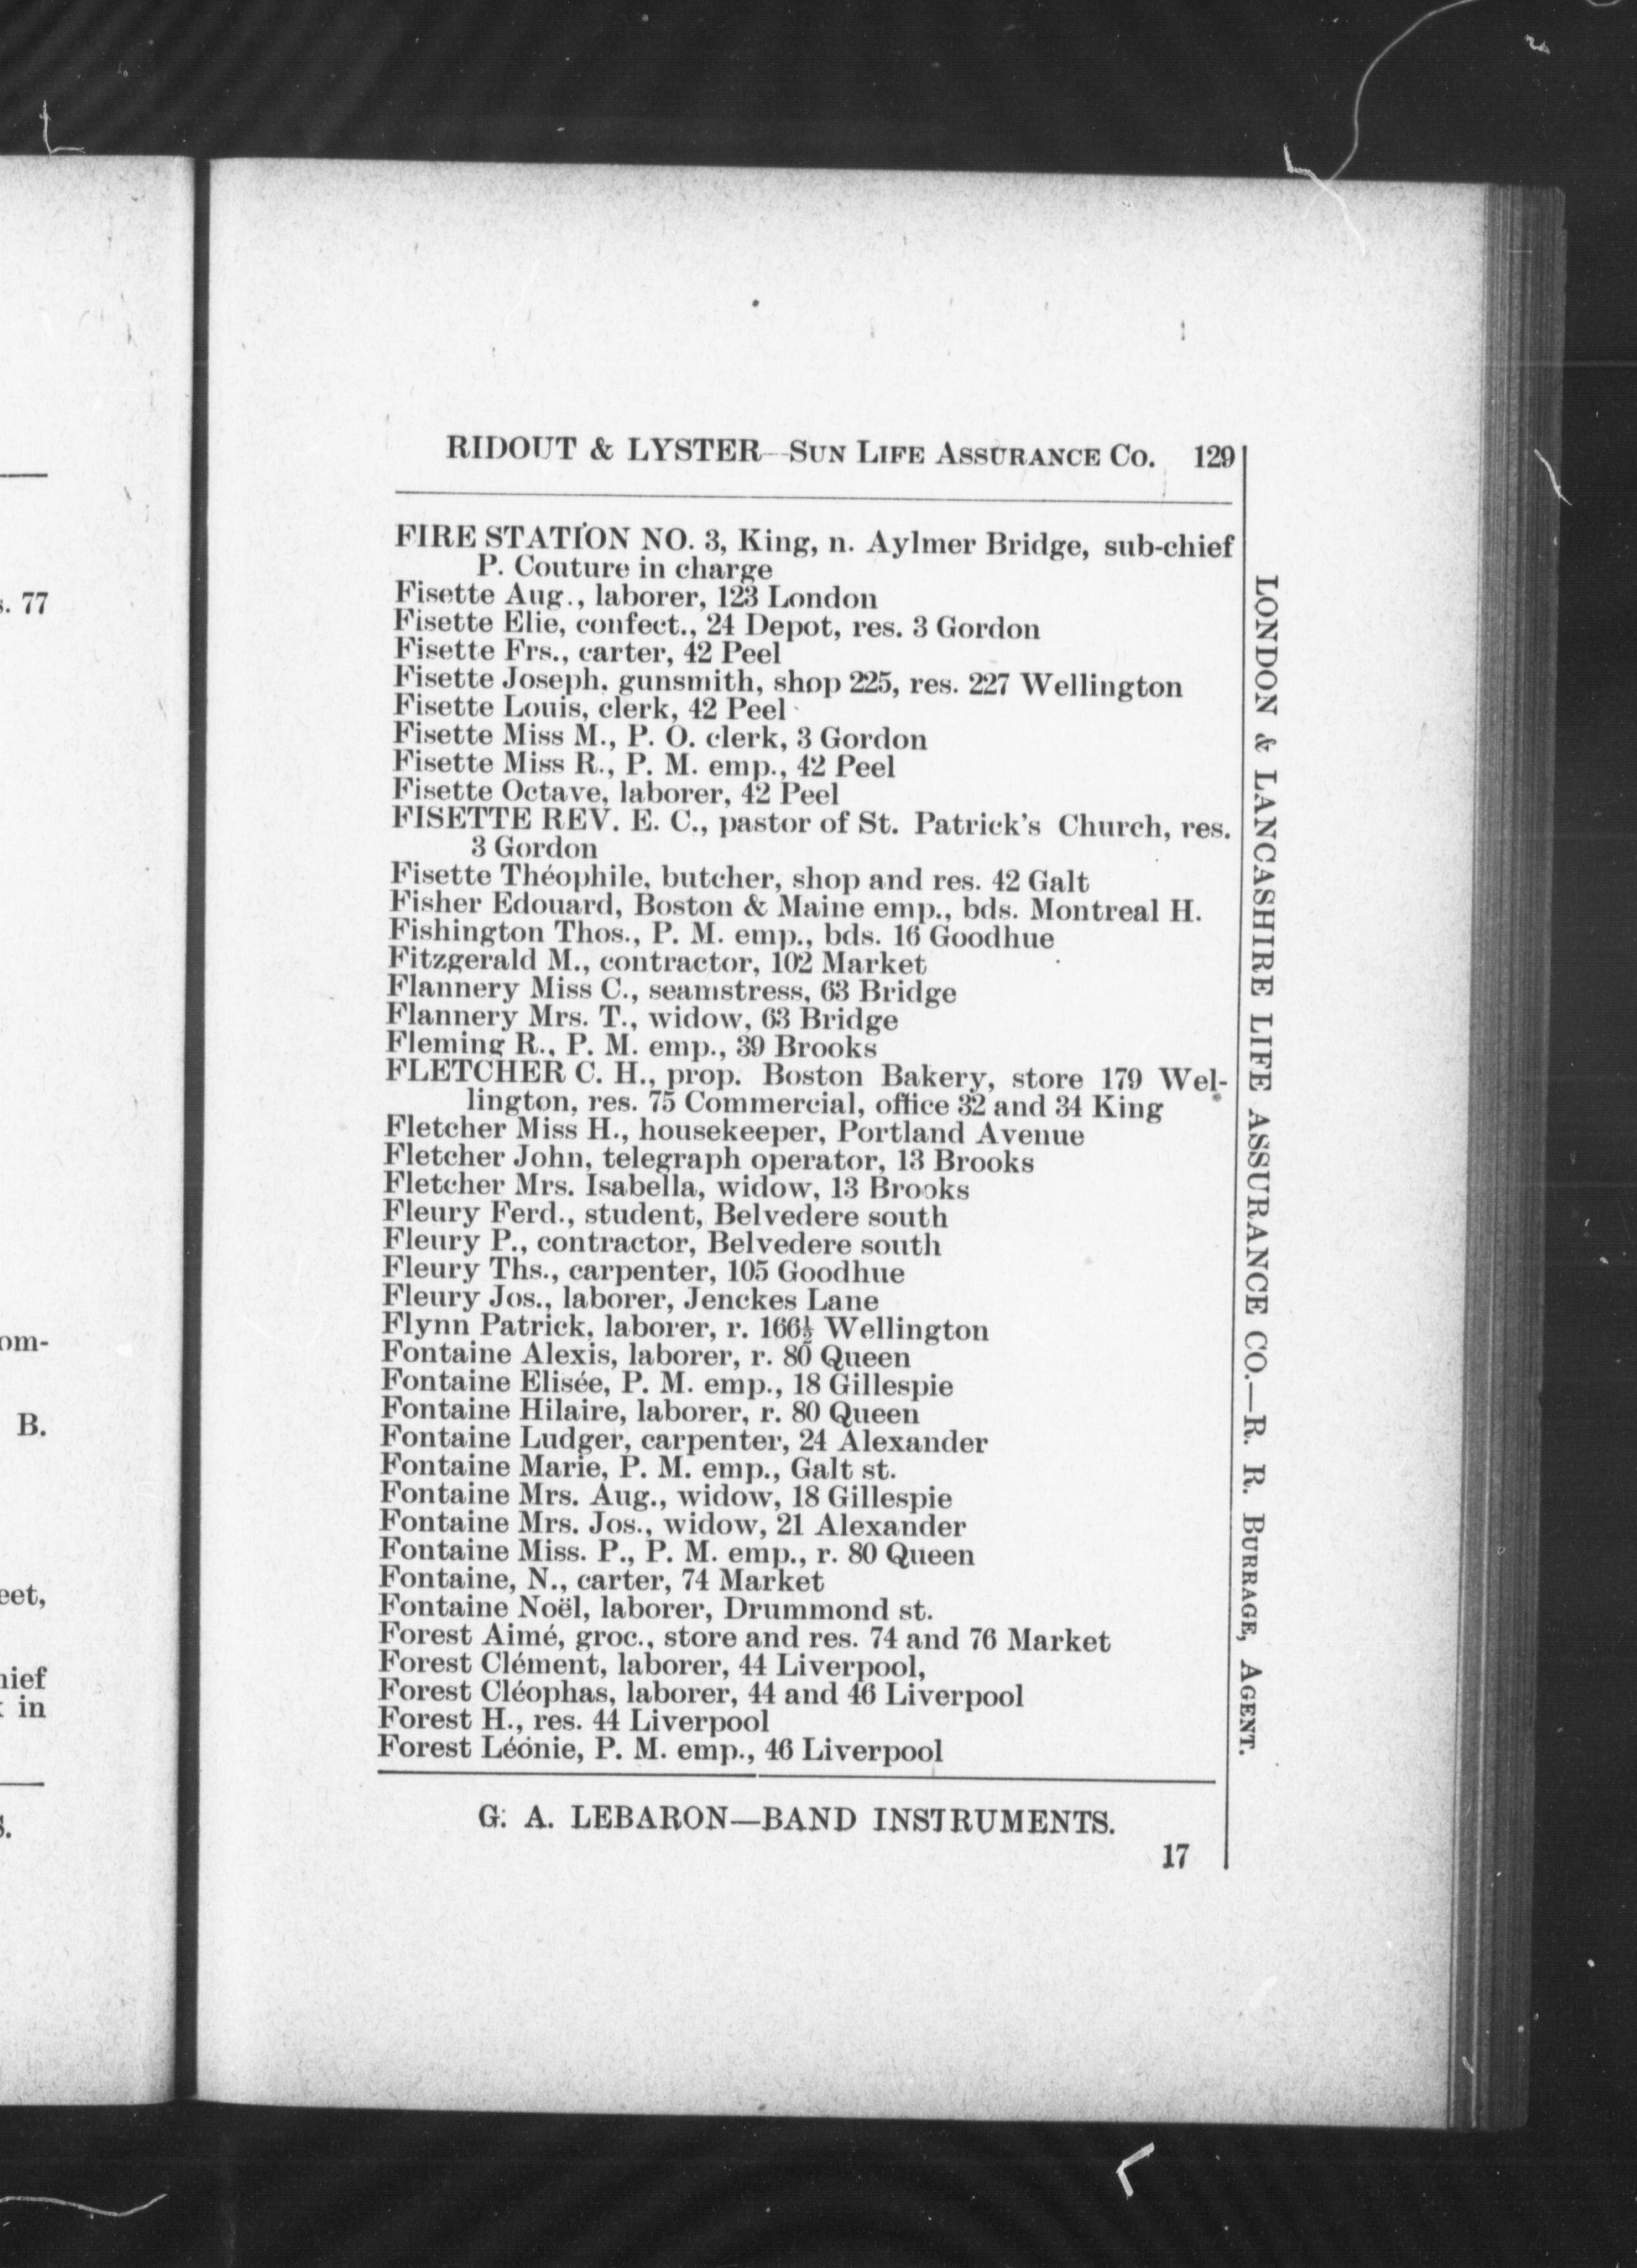 s. 77
om-
B.
eet,
hief
in
S.
RIDOUT & LYSTER--SUN LIFE ASSURANCE CO. 129
FIRE STATION NO. 3, King, n. Aylmer Bridge, sub-chief
P. Couture in charge
Fisette Aug., laborer, 123 London
Fisette Elie, confect., 24 Depot, res. 3 Gordon
Fisette Frs., carter, 42 Peel
Fisette Joseph, gunsmith, shop 225, res. 227 Wellington
Fisette Louis, clerk, 42 Peel
Fisette Miss M., P. O. clerk, 3 Gordon
Fisette Miss R., P. M. emp., 42 Peel
Fisette Octave, laborer, 42 Peel
FISETTE REV. E. C., pastor of St. Patrick's Church, res.
3 Gordon
Fisette Théophile, butcher, shop and res. 42 Galt
Fisher Edouard, Boston & Maine emp., bds. Montreal H.
Fishington Thos., P. M. emp., bds. 16 Goodhue
Fitzgerald M., contractor, 102 Market
Flannery Miss C., seamstress, 63 Bridge
Flannery Mrs. T., widow, 63 Bridge
Fleming R., P. M. emp., 39 Brooks
FLETCHER C. H., prop. Boston Bakery, store 179 Wel-
lington, res. 75 Commercial, office 32 and 34 King
Fletcher Miss H., housekeeper, Portland Avenue
Fletcher John, telegraph operator, 13 Brooks
Fletcher Mrs. Isabella, widow, 13 Brooks
Fleury Ferd., student, Belvedere south
Fleury P., contractor, Belvedere south
Fleury Ths., carpenter, 105 Goodhue
Fleury Jos., laborer, Jenckes Lane
Flynn Patrick, laborer, r. 166½ Wellington
Fontaine Alexis, laborer, r. 80 Queen
Fontaine Elisée, P. M. emp., 18 Gillespie
Fontaine Hilaire, laborer, r. 80 Queen
Fontaine Ludger, carpenter, 24 Alexander
Fontaine Marie, P. M. emp., Galt st.
Fontaine Mrs. Aug., widow, 18 Gillespie
Fontaine Mrs. Jos., widow, 21 Alexander
Fontaine Miss. P., P. M. emp., r. 80 Queen
Fontaine, N., carter, 74 Market
Fontaine Noël, laborer, Drummond st.
Forest Aimé, groc., store and res. 74 and 76 Market
Forest Clément, laborer, 44 Liverpool,
Forest Cléophas, laborer, 44 and 46 Liverpool
Forest H., res. 44 Liverpool
Forest Léonie, P. M. emp., 46 Liverpool
G. A. LEBARON—BAND INSTRUMENTS.
17
LONDON & LANCASHIRE LIFE ASSURANCE CO.—R. R. BURRAGE, AGENT.